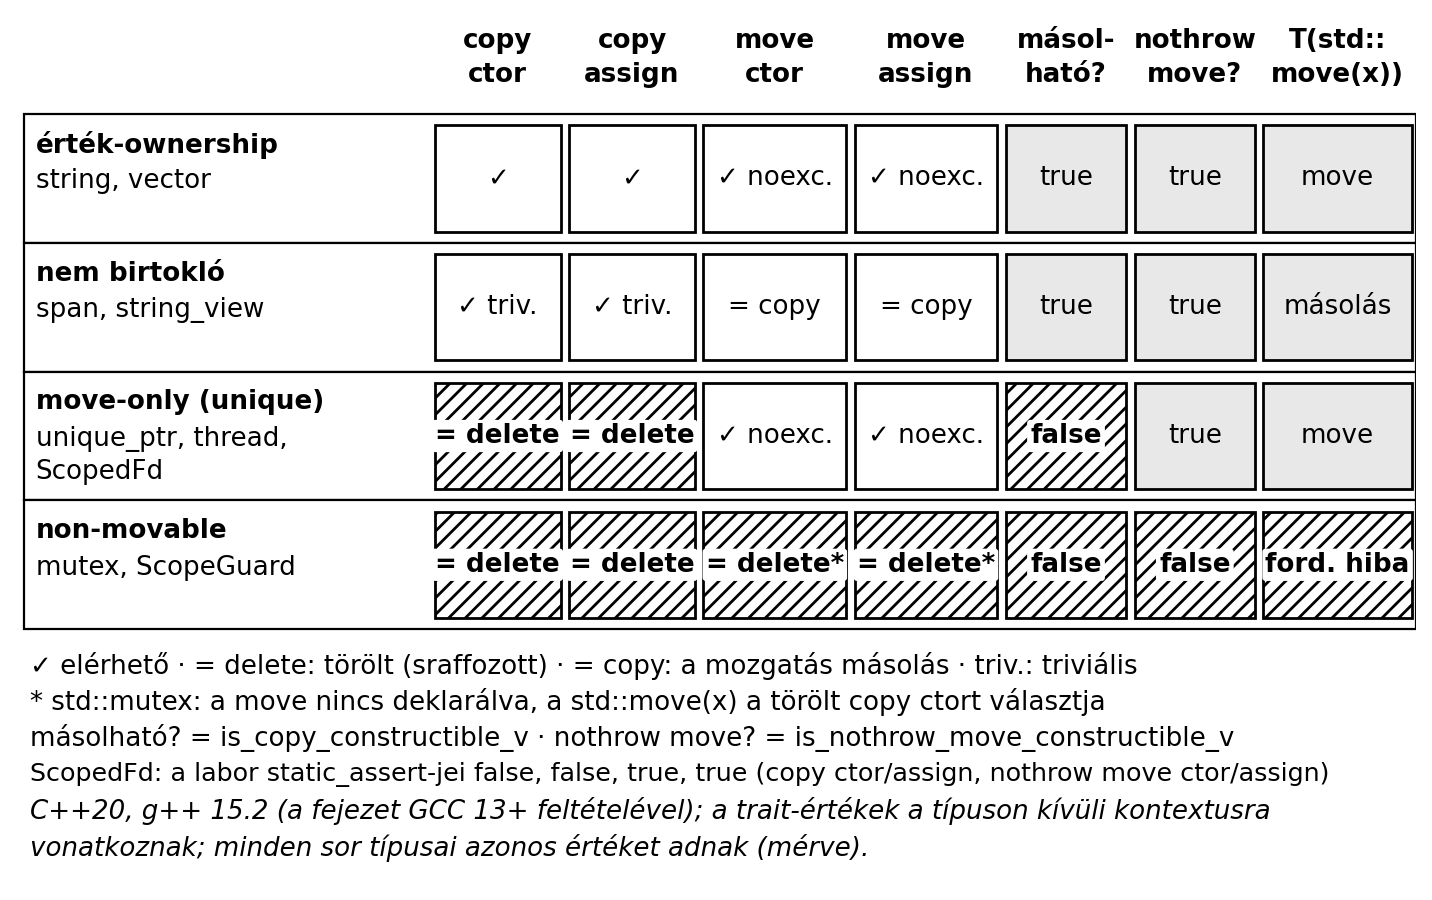 copy copy move move másol- nothrow T(std::
ctor assign ctor assign ható? move? move(x))
érték-ownership
string, vector
✓ ✓ ✓ noexc. ✓ noexc. true true move
nem birtokló
span, string_view
✓ triv. ✓ triv. = copy = copy true true másolás
move-only (unique)
unique_ptr, thread,
ScopedFd
= delete = delete ✓ noexc. ✓ noexc. false true move
non-movable
mutex, ScopeGuard
= delete = delete = delete* = delete* false false ford. hiba
✓ elérhető · = delete: törölt (sraffozott) · = copy: a mozgatás másolás · triv.: triviális
* std::mutex: a move nincs deklarálva, a std::move(x) a törölt copy ctort választja
másolható? = is_copy_constructible_v · nothrow move? = is_nothrow_move_constructible_v
ScopedFd: a labor static_assert-jei false, false, true, true (copy ctor/assign, nothrow move ctor/assign)
C++20, g++ 15.2 (a fejezet GCC 13+ feltételével); a trait-értékek a típuson kívüli kontextusra
vonatkoznak; minden sor típusai azonos értéket adnak (mérve).